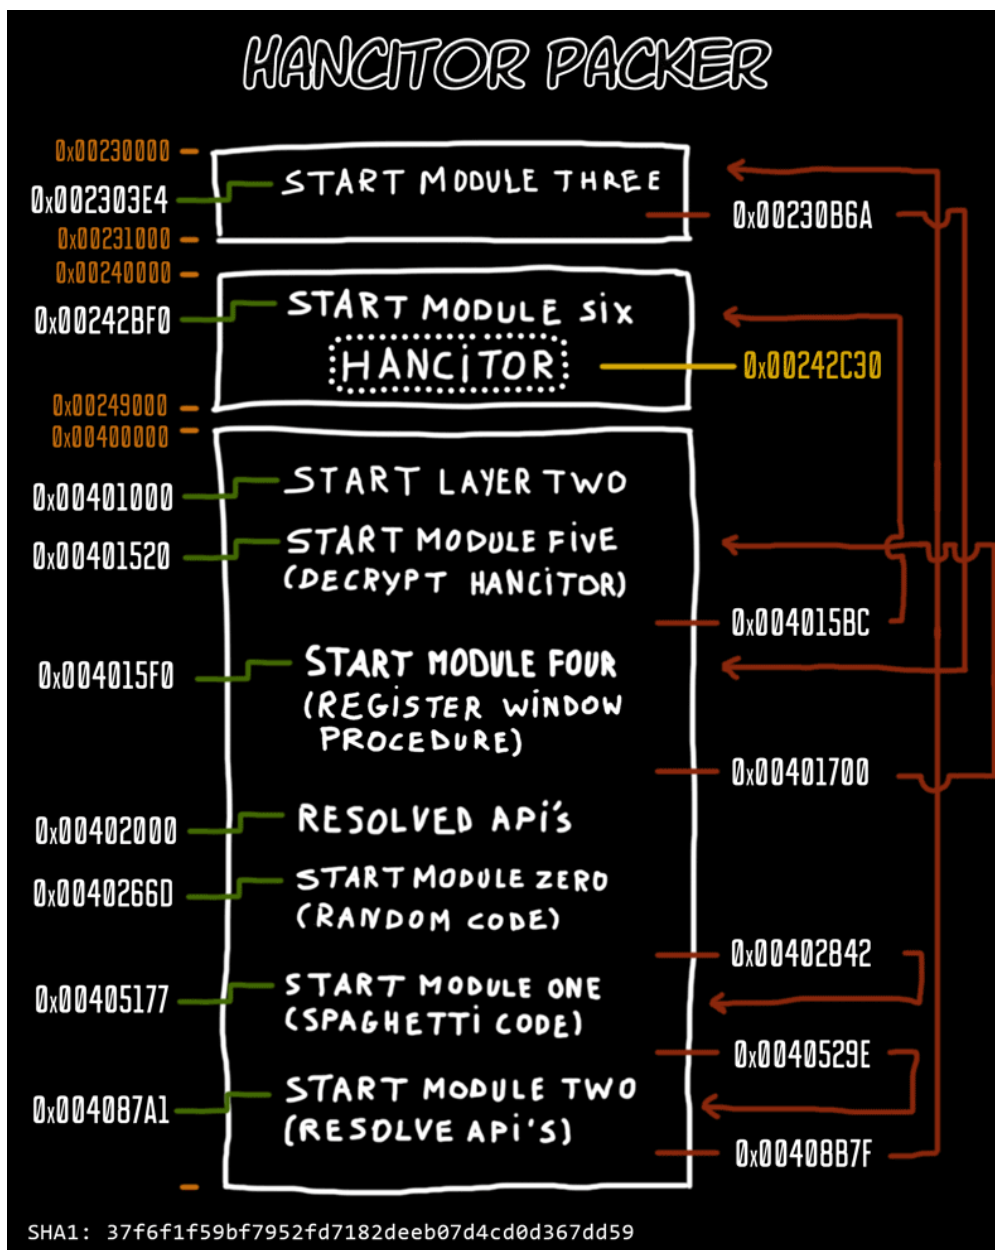 HANCITOR PACKER
0x00230000
START MODULE THREE
0x002303E4
0x00230B6A
0x00231000
0x00240000
START MODULE SiX
0x00242BF0
HANCiTOR
0x00242C30
0x00249000
0x00400000
START LAYER TWO
0x00401000
START MODULE FiVE
0x00401520
(DECRYPT HANCiTOR)
0x004015BC
START MODULE FOUR
0x004015F0
(REGISTER WiNDOW
PROCEDURE)
0x00401700
RESOLVED APi's
0x00402000
START MODULE ZERO
0x0040266D
(RANDOM CODE)
0x00402842
START MODULE ONE
0x00405177
(SPAGHETTi CODE)
0x0040529E
START MODULE TWO
0x004087A1
(RESOLVE APi'S)
0x00408B7F
SHA1: 37f6f1f59bf7952fd7182deeb07d4cd0d367dd59